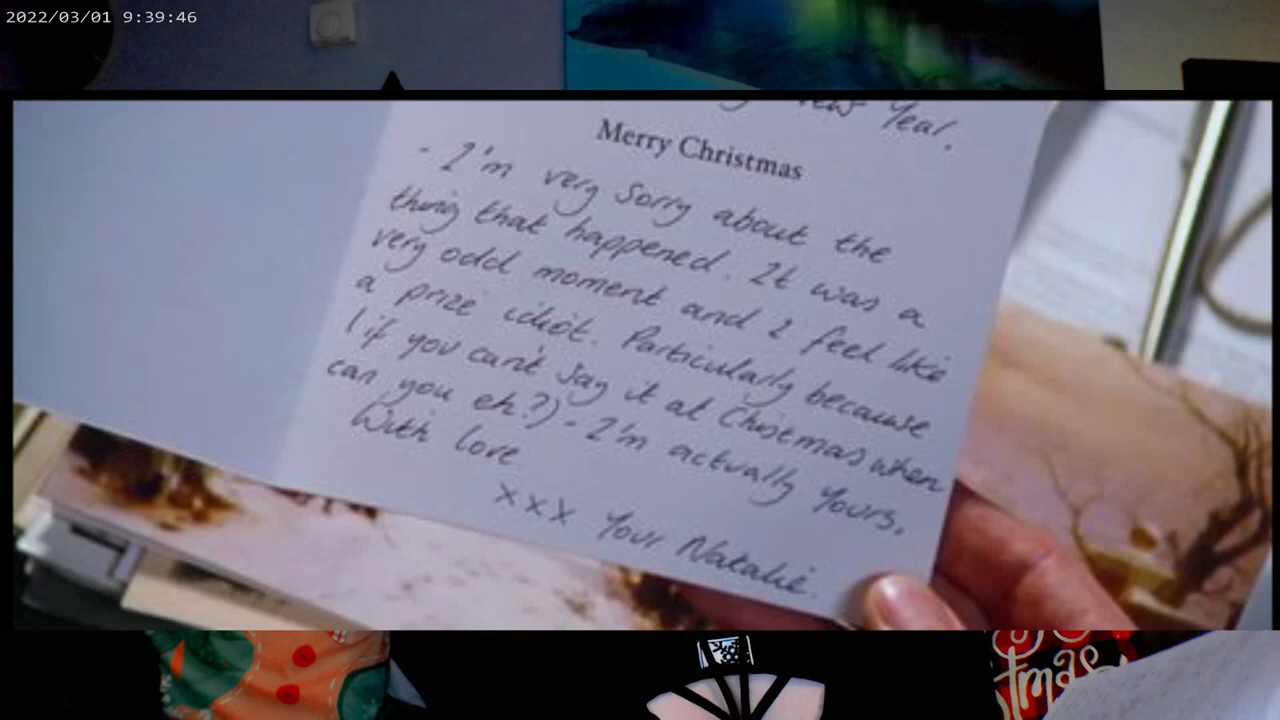 2022/03/01 9:39:46
New Year.
Merry Christmas
- I'm very sorry about the
thing that happened. It was a
very odd moment and I feel like
a prize idiot. Particularly because
(if you can't say it at Christmas when
can you eh?) - I'm actually yours.
With love
xxx Your Natalie.
tmas